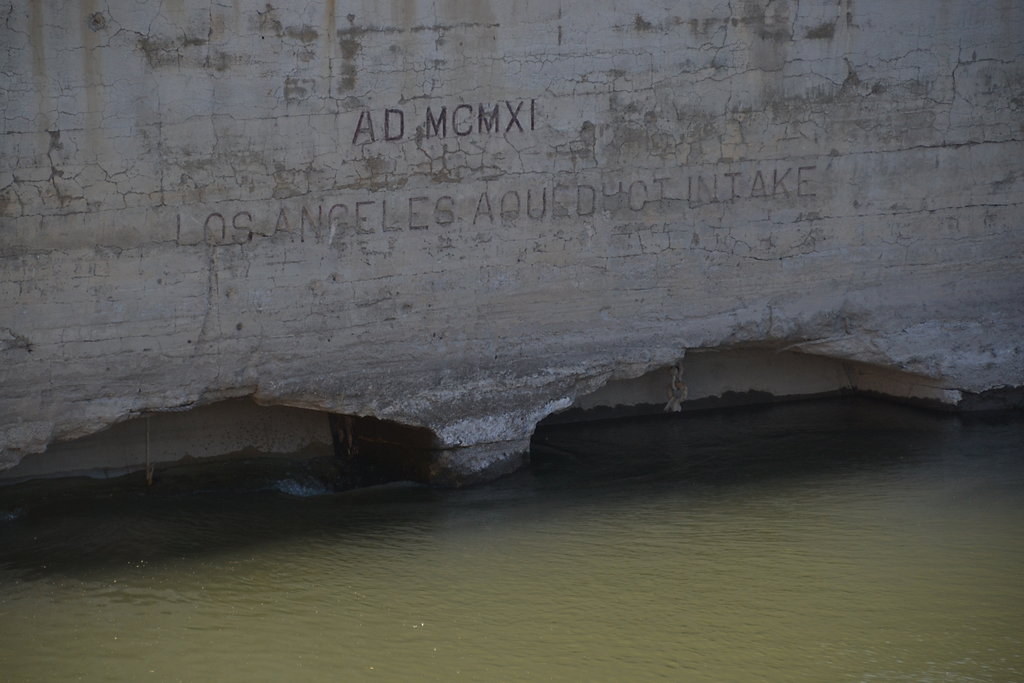 AD MCMXI
LOS ANGELES AQUEDUCT INTAKE